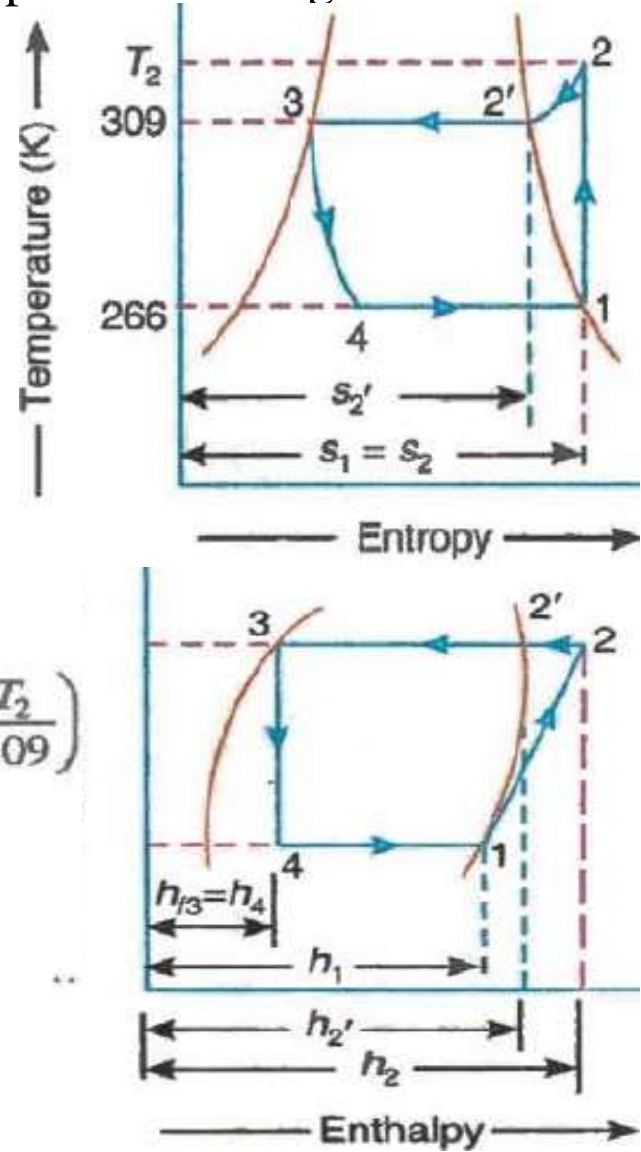 T₂
309
266
3
2'
2
4
1
s₂'
s₁ = s₂
Temperature (K)
Entropy
T₂
09
)
3
2'
2
4
1
h_f3=h₄
h₁
h₂'
h₂
Enthalpy